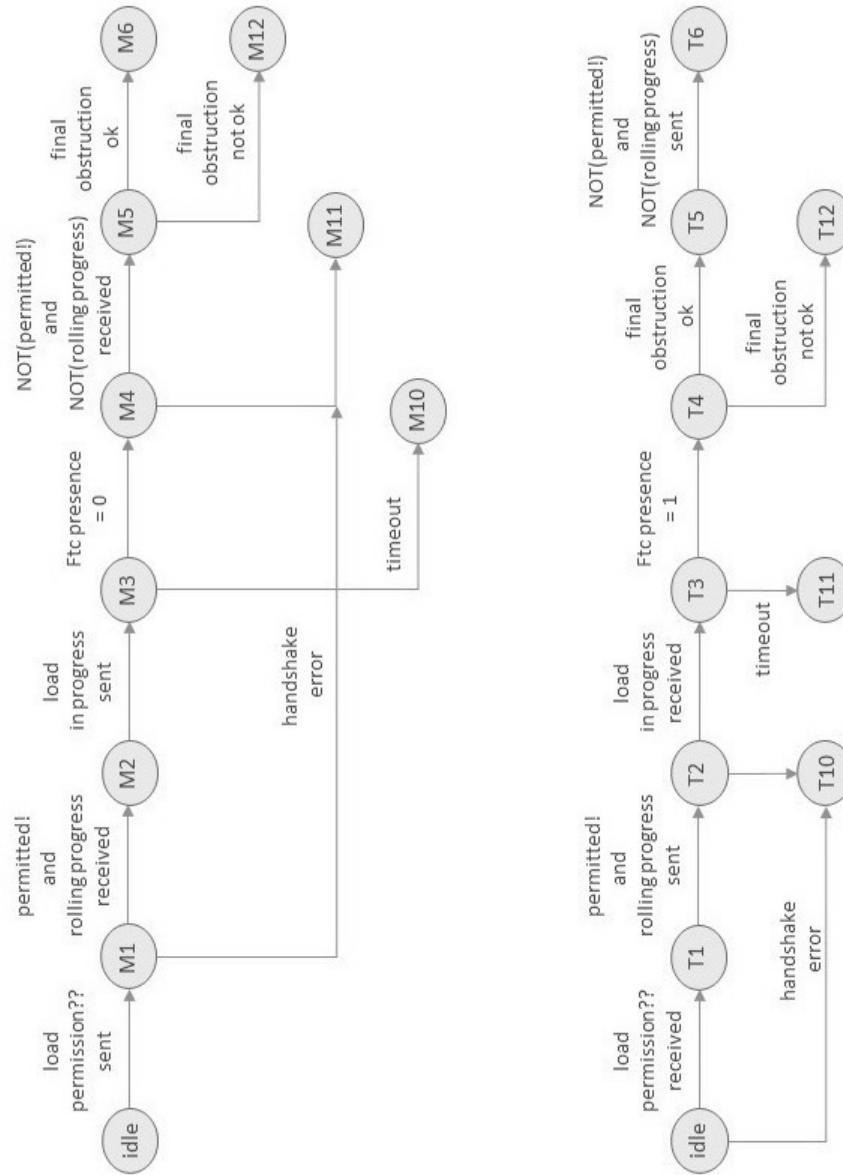 idle
load
permission??
sent
M1
permitted!
and
rolling progress
received
M2
load
in progress
sent
M3
Ftc presence
= 0
M4
NOT(permitted!)
and
NOT(rolling progress)
received
M5
final
obstruction
ok
M6
final
obstruction
not ok
M12
handshake
error
M11
timeout
M10
idle
load
permission??
received
T1
permitted!
and
rolling progress
sent
T2
load
in progress
received
T3
Ftc presence
= 1
T4
final
obstruction
ok
T5
NOT(permitted!)
and
NOT(rolling progress)
sent
T6
handshake
error
T10
timeout
T11
final
obstruction
not ok
T12